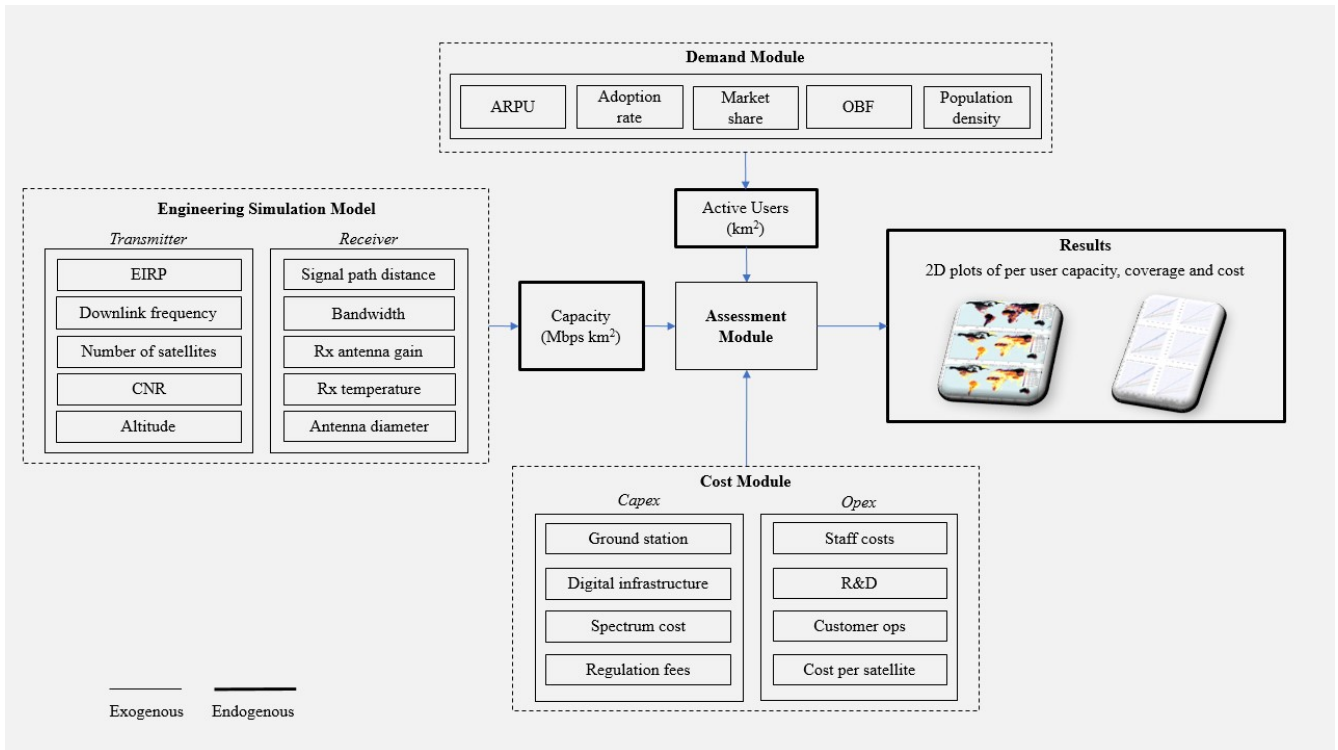 Demand Module
ARPU
Adoption
rate
Market
share
OBF
Population
density
Active Users
(km²)
Engineering Simulation Model
Transmitter
EIRP
Downlink frequency
Number of satellites
CNR
Altitude
Receiver
Signal path distance
Bandwidth
Rx antenna gain
Rx temperature
Antenna diameter
Capacity
(Mbps km²)
Assessment
Module
Results
2D plots of per user capacity, coverage and cost
Cost Module
Capex
Ground station
Digital infrastructure
Spectrum cost
Regulation fees
Opex
Staff costs
R&D
Customer ops
Cost per satellite
Exogenous
Endogenous